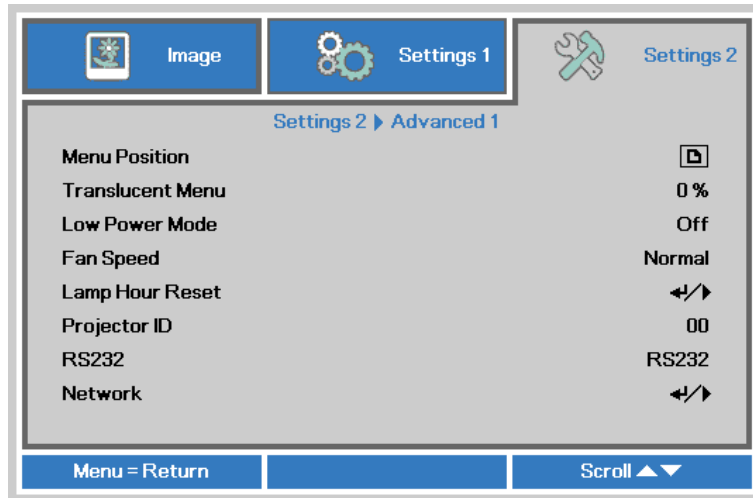 Image
Settings 1
Settings 2
Settings 2 ▶ Advanced 1
Menu Position
Translucent Menu 0 %
Low Power Mode Off
Fan Speed Normal
Lamp Hour Reset ↵/▶
Projector ID 00
RS232 RS232
Network ↵/▶
Menu = Return
Scroll ▲▼